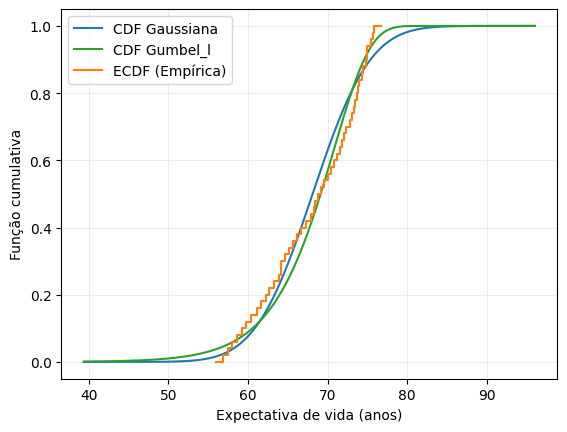 CDF Gaussiana
CDF Gumbel_l
ECDF (Empírica)
Função cumulativa
1.0
0.8
0.6
0.4
0.2
0.0
40 50 60 70 80 90
Expectativa de vida (anos)